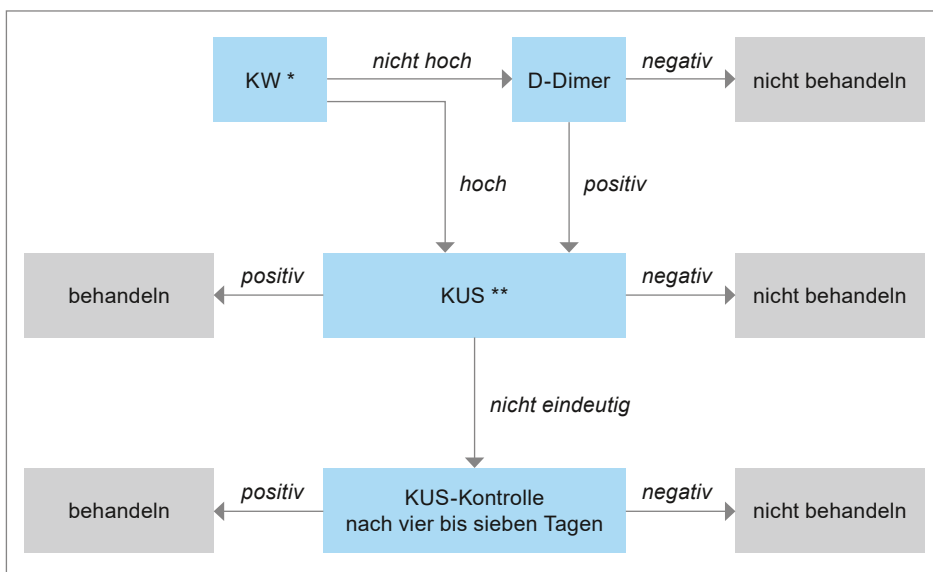 KW *
nicht hoch
D-Dimer
negativ
nicht behandeln
hoch
positiv
behandeln
positiv
KUS **
negativ
nicht behandeln
nicht eindeutig
behandeln
positiv
KUS-Kontrolle
nach vier bis sieben Tagen
negativ
nicht behandeln